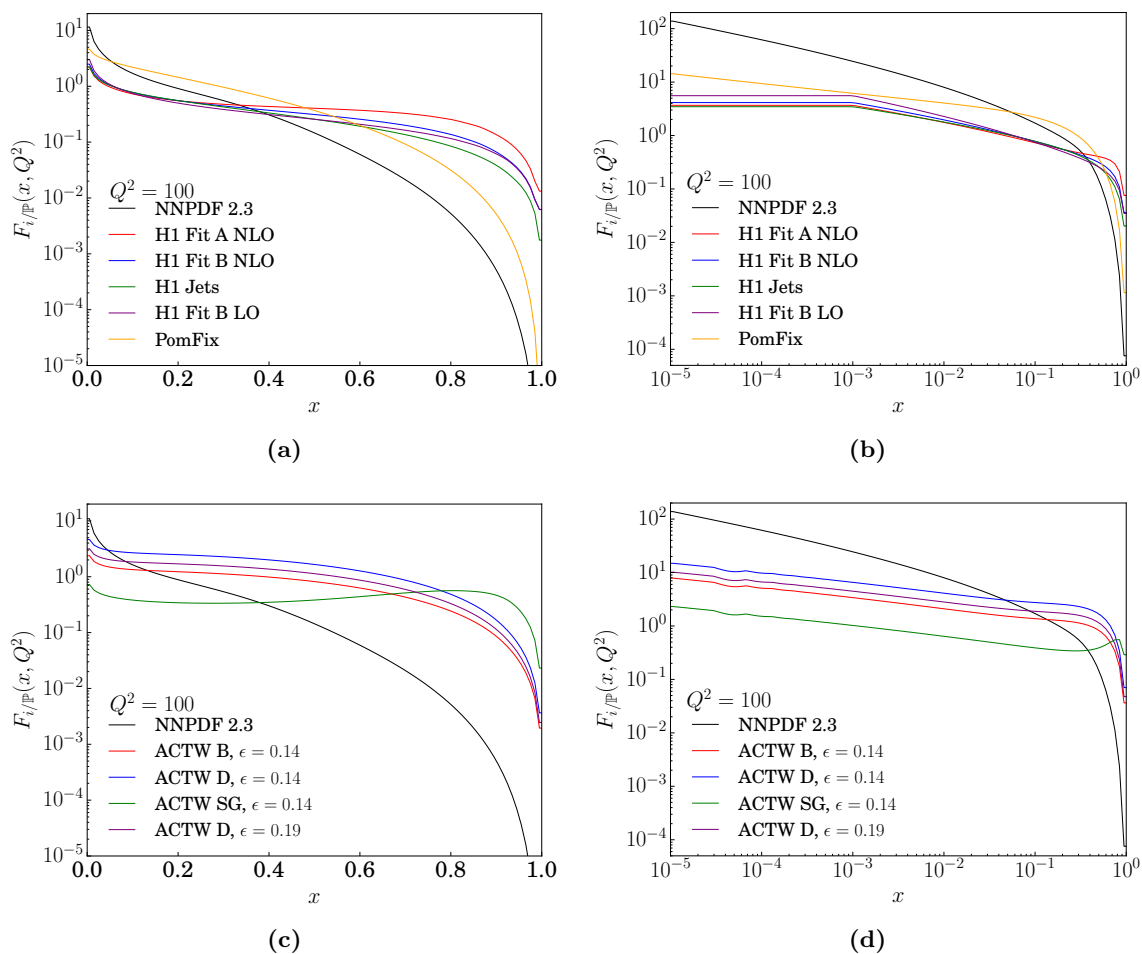 10^1
10^0
10^{-1}
10^{-2}
10^{-3}
10^{-4}
10^{-5}
F_{i/ℙ}(x, Q^2)
Q^2 = 100
NNPDF 2.3
H1 Fit A NLO
H1 Fit B NLO
H1 Jets
H1 Fit B LO
PomFix
0.0 0.2 0.4 0.6 0.8 1.0
x
(a)
10^2
10^1
10^0
10^{-1}
10^{-2}
10^{-3}
10^{-4}
F_{i/ℙ}(x, Q^2)
Q^2 = 100
NNPDF 2.3
H1 Fit A NLO
H1 Fit B NLO
H1 Jets
H1 Fit B LO
PomFix
10^{-5} 10^{-4} 10^{-3} 10^{-2} 10^{-1} 10^0
x
(b)
10^1
10^0
10^{-1}
10^{-2}
10^{-3}
10^{-4}
10^{-5}
F_{i/ℙ}(x, Q^2)
Q^2 = 100
NNPDF 2.3
ACTW B, ϵ = 0.14
ACTW D, ϵ = 0.14
ACTW SG, ϵ = 0.14
ACTW D, ϵ = 0.19
0.0 0.2 0.4 0.6 0.8 1.0
x
(c)
10^2
10^1
10^0
10^{-1}
10^{-2}
10^{-3}
10^{-4}
F_{i/ℙ}(x, Q^2)
Q^2 = 100
NNPDF 2.3
ACTW B, ϵ = 0.14
ACTW D, ϵ = 0.14
ACTW SG, ϵ = 0.14
ACTW D, ϵ = 0.19
10^{-5} 10^{-4} 10^{-3} 10^{-2} 10^{-1} 10^0
x
(d)